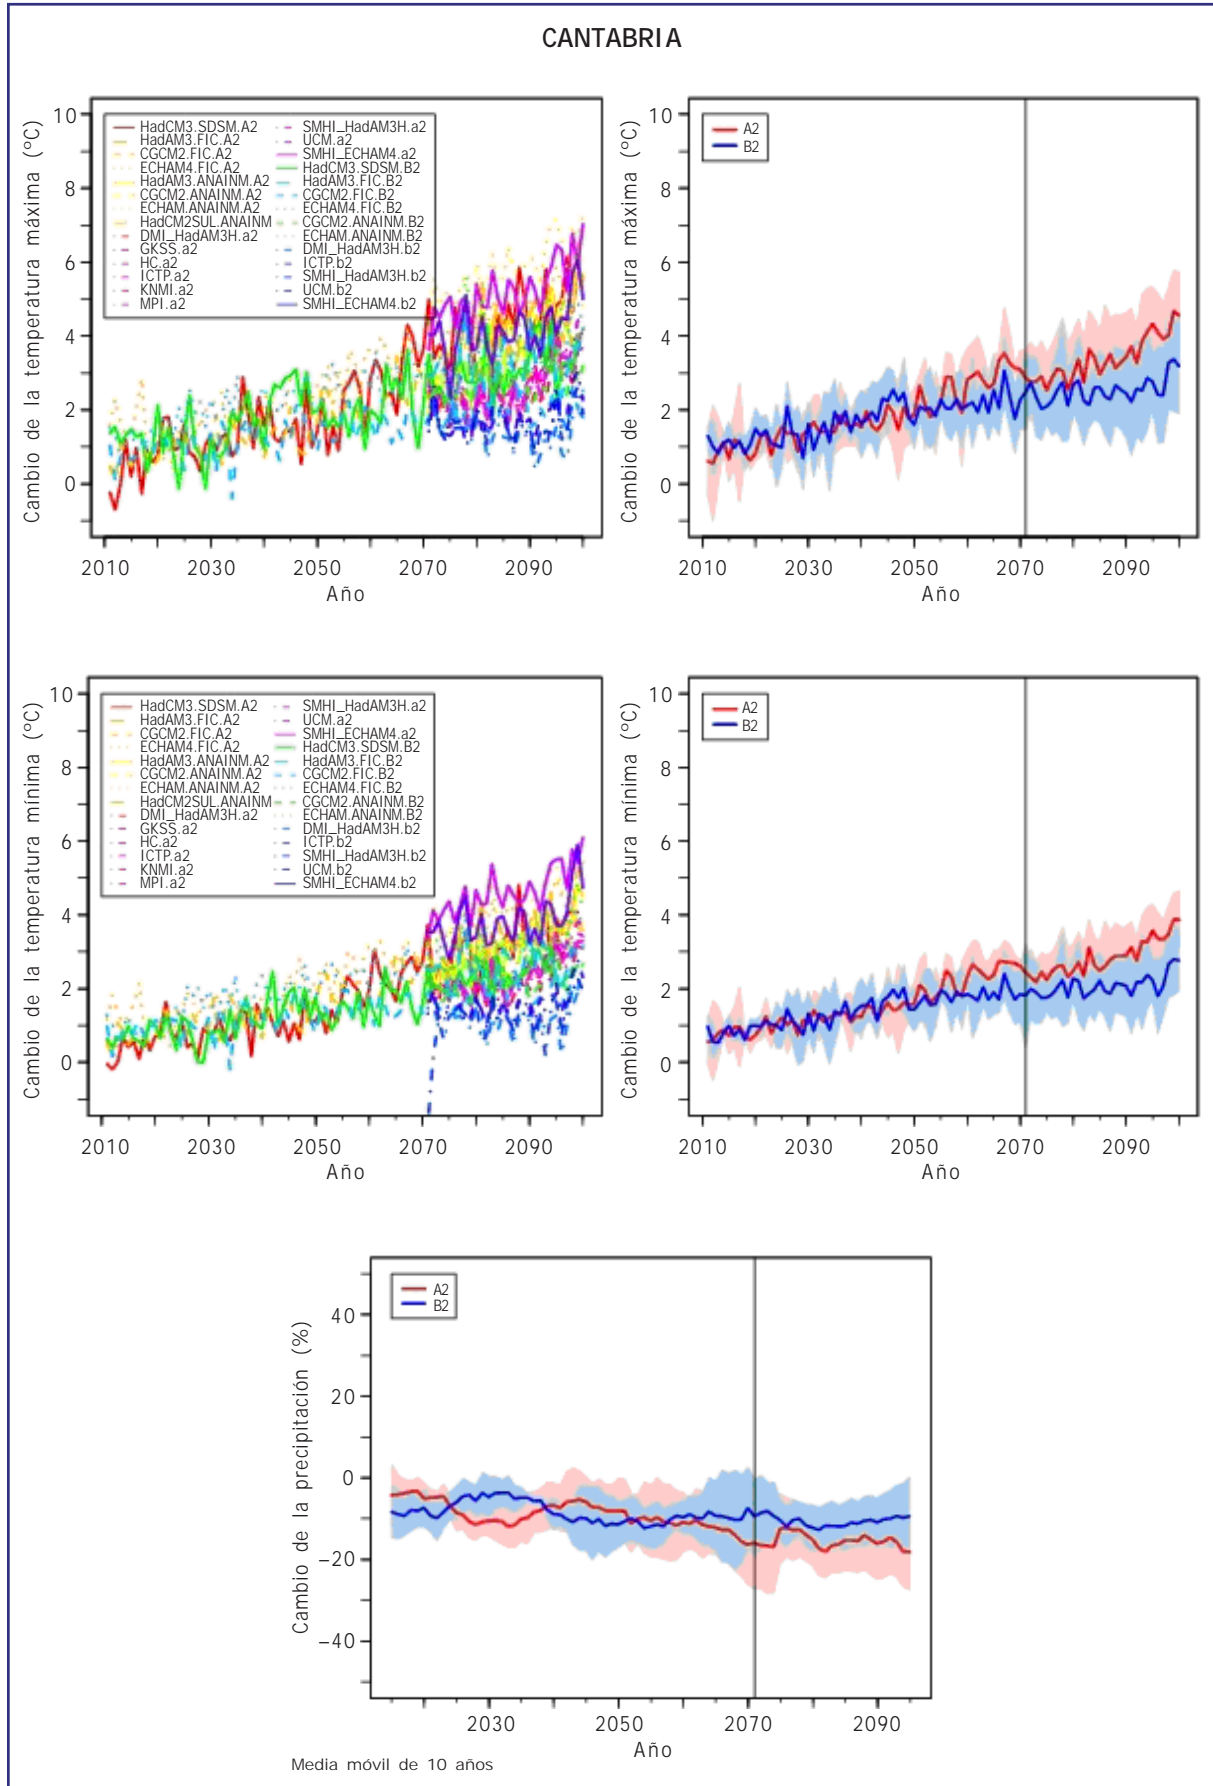 CANTABRIA
Cambio de la temperatura máxima (°C)
10
8
6
4
2
0
HadCM3.SDSM.A2
HadAM3.FIC.A2
CGCM2.FIC.A2
ECHAM4.FIC.A2
HadAM3.ANAINM.A2
CGCM2.ANAINM.A2
ECHAM.ANAINM.A2
HadCM2SUL.ANAINM
DMI_HadAM3H.a2
GKSS.a2
HC.a2
ICTP.a2
KNMI.a2
MPI.a2
SMHI_HadAM3H.a2
UCM.a2
SMHI_ECHAM4.a2
HadCM3.SDSM.B2
HadAM3.FIC.B2
CGCM2.FIC.B2
ECHAM4.FIC.B2
CGCM2.ANAINM.B2
ECHAM.ANAINM.B2
DMI_HadAM3H.b2
ICTP.b2
SMHI_HadAM3H.b2
UCM.b2
SMHI_ECHAM4.b2
2010 2030 2050 2070 2090
Año
Cambio de la temperatura máxima (°C)
10
8
6
4
2
0
A2
B2
2010 2030 2050 2070 2090
Año
Cambio de la temperatura mínima (°C)
10
8
6
4
2
0
HadCM3.SDSM.A2
HadAM3.FIC.A2
CGCM2.FIC.A2
ECHAM4.FIC.A2
HadAM3.ANAINM.A2
CGCM2.ANAINM.A2
ECHAM.ANAINM.A2
HadCM2SUL.ANAINM
DMI_HadAM3H.a2
GKSS.a2
HC.a2
ICTP.a2
KNMI.a2
MPI.a2
SMHI_HadAM3H.a2
UCM.a2
SMHI_ECHAM4.a2
HadCM3.SDSM.B2
HadAM3.FIC.B2
CGCM2.FIC.B2
ECHAM4.FIC.B2
CGCM2.ANAINM.B2
ECHAM.ANAINM.B2
DMI_HadAM3H.b2
ICTP.b2
SMHI_HadAM3H.b2
UCM.b2
SMHI_ECHAM4.b2
2010 2030 2050 2070 2090
Año
Cambio de la temperatura mínima (°C)
10
8
6
4
2
0
A2
B2
2010 2030 2050 2070 2090
Año
Cambio de la precipitación (%)
40
20
0
−20
−40
A2
B2
2030 2050 2070 2090
Año
Media móvil de 10 años